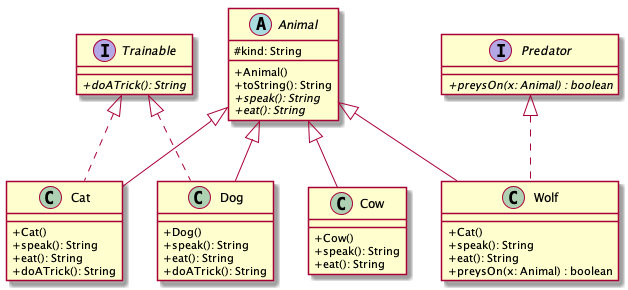 I Trainable
+doATrick(): String
A Animal
#kind: String
+Animal()
+toString(): String
+speak(): String
+eat(): String
I Predator
+preysOn(x: Animal) : boolean
C Cat
+Cat()
+speak(): String
+eat(): String
+doATrick(): String
C Dog
+Dog()
+speak(): String
+eat(): String
+doATrick(): String
C Cow
+Cow()
+speak(): String
+eat(): String
C Wolf
+Cat()
+speak(): String
+eat(): String
+preysOn(x: Animal) : boolean